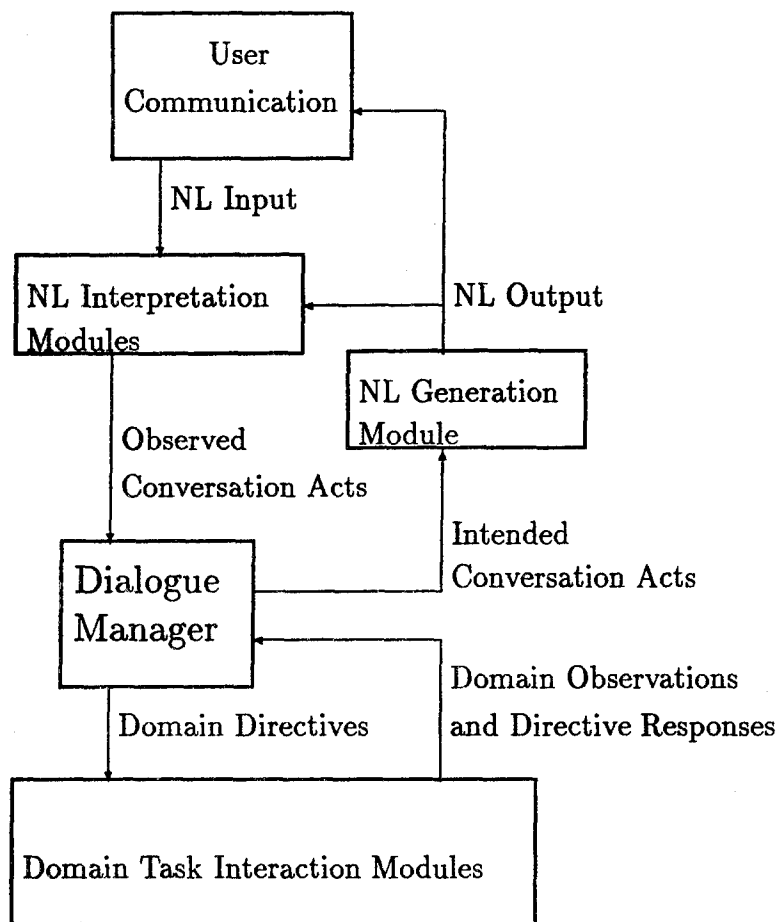 User
Communication
NL Input
NL Interpretation
Modules
NL Output
NL Generation
Module
Observed
Conversation Acts
Intended
Conversation Acts
Dialogue
Manager
Domain Observations
and Directive Responses
Domain Directives
Domain Task Interaction Modules